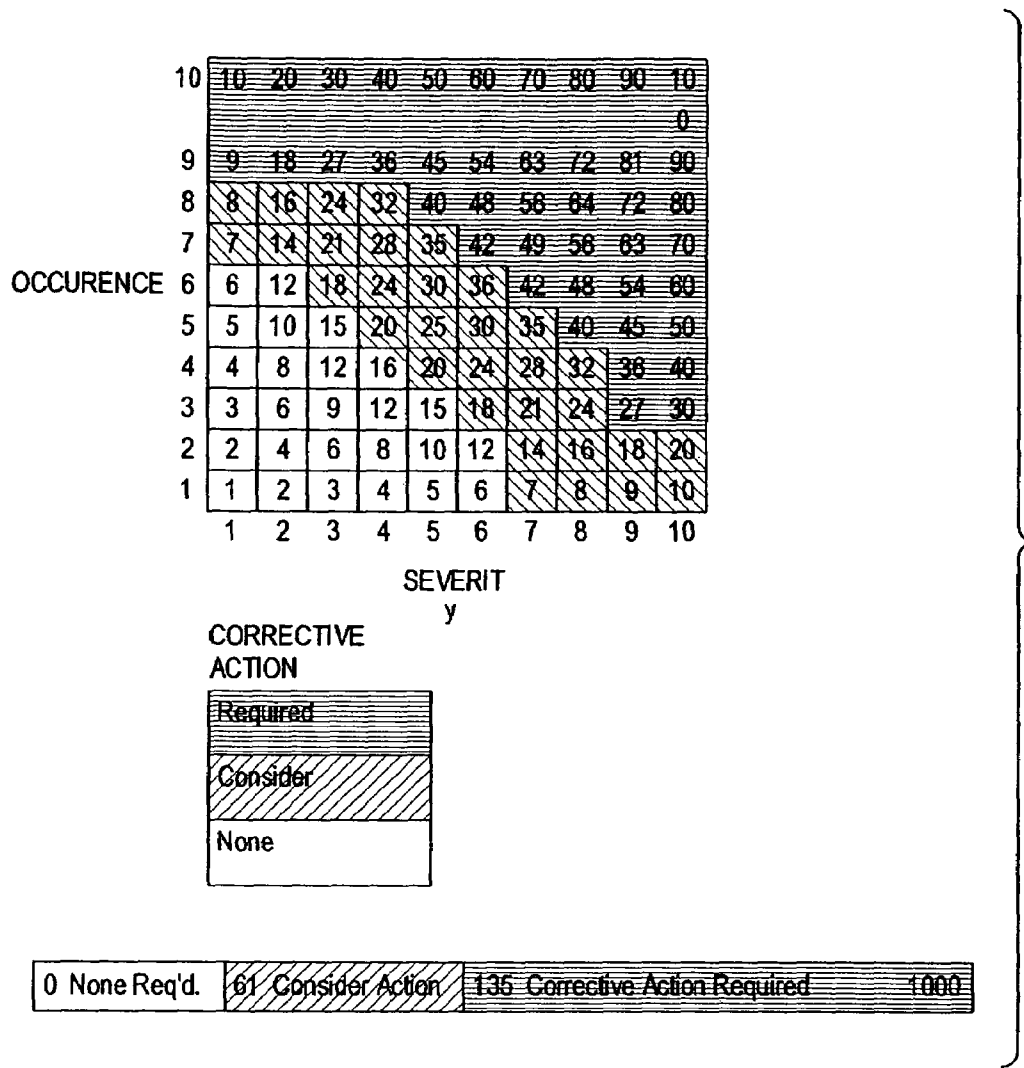 10 10 20 30 40 50 60 70 80 90 10
0
9 9 18 27 36 45 54 63 72 81 90
8 8 16 24 32 40 48 56 64 72 80
7 7 14 21 28 35 42 49 56 63 70
OCCURENCE 6 6 12 18 24 30 36 42 48 54 60
5 5 10 15 20 25 30 35 40 45 50
4 4 8 12 16 20 24 28 32 36 40
3 3 6 9 12 15 18 21 24 27 30
2 2 4 6 8 10 12 14 16 18 20
1 1 2 3 4 5 6 7 8 9 10
1 2 3 4 5 6 7 8 9 10
SEVERIT
y
CORRECTIVE
ACTION
Required
Consider
None
0 None Req'd. 61 Consider Action 135 Corrective Action Required 1000